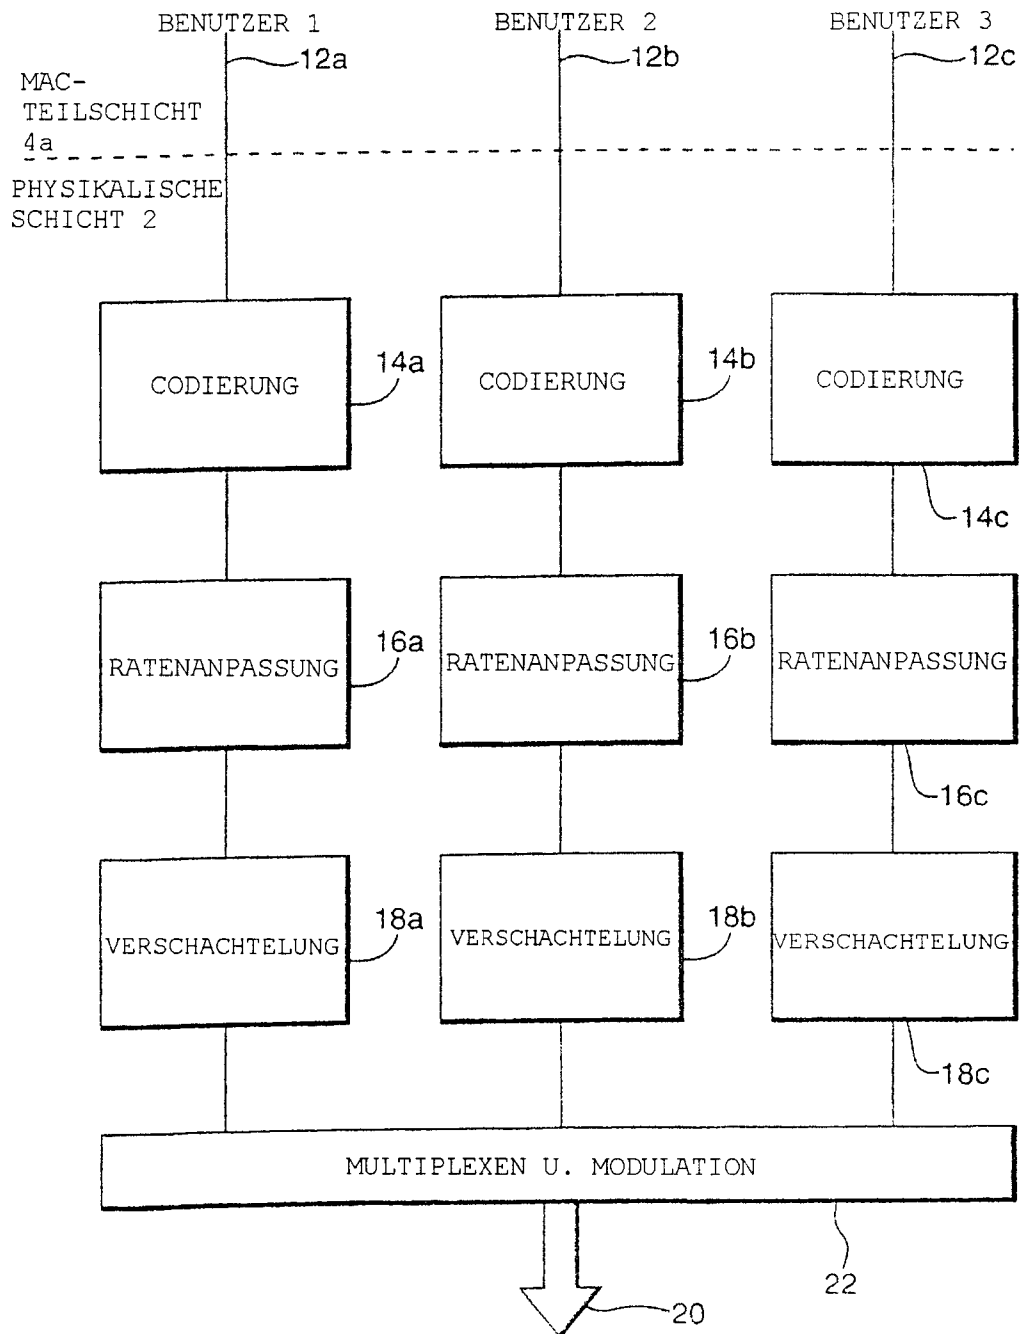 BENUTZER 1
BENUTZER 2
BENUTZER 3
12a
12b
12c
MAC-
TEILSCHICHT
4a
PHYSIKALISCHE
SCHICHT 2
CODIERUNG
14a
CODIERUNG
14b
CODIERUNG
14c
RATENANPASSUNG
16a
RATENANPASSUNG
16b
RATENANPASSUNG
16c
VERSCHACHTELUNG
18a
VERSCHACHTELUNG
18b
VERSCHACHTELUNG
18c
MULTIPLEXEN U. MODULATION
22
20